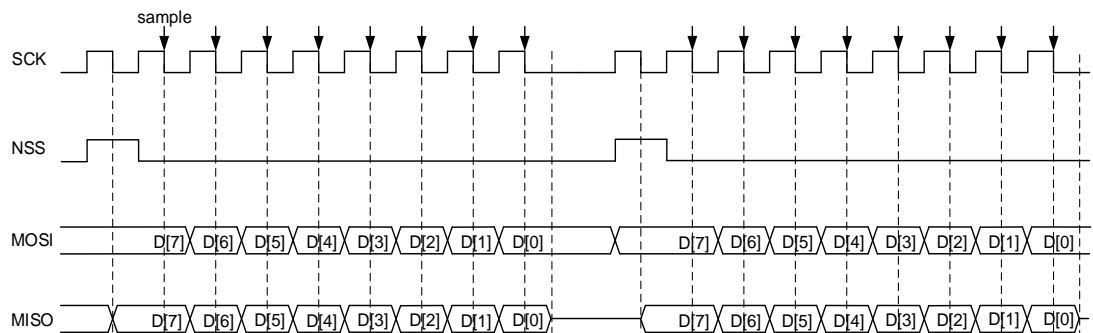 sample
SCK
NSS
MOSI D[7] D[6] D[5] D[4] D[3] D[2] D[1] D[0] D[7] D[6] D[5] D[4] D[3] D[2] D[1] D[0]
MISO D[7] D[6] D[5] D[4] D[3] D[2] D[1] D[0] D[7] D[6] D[5] D[4] D[3] D[2] D[1] D[0]